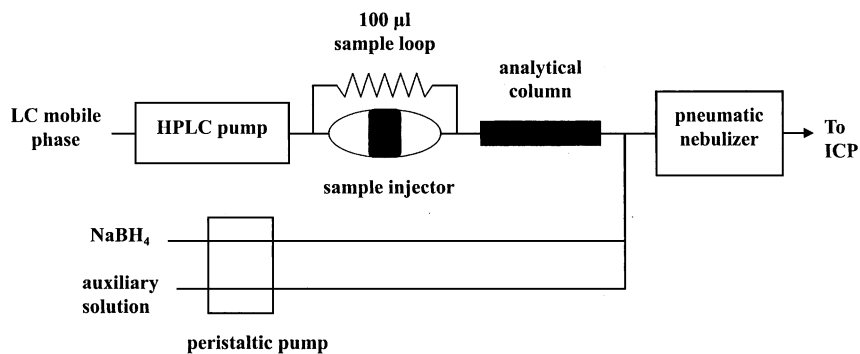 100 µl
sample loop
analytical
column
LC mobile
phase
HPLC pump
pneumatic
nebulizer
To
ICP
sample injector
NaBH₄
auxiliary
solution
peristaltic pump